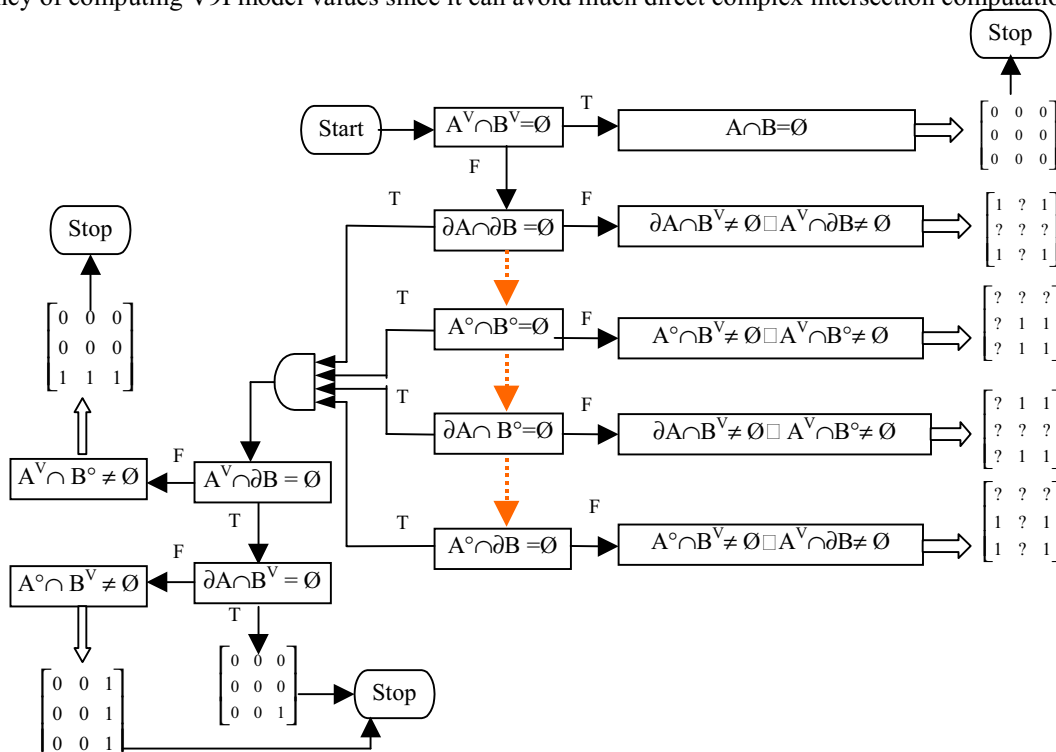 ncy of computing V9I model values since it can avoid much direct complex intersection computatio
Stop
Start
A^V∩B^V=Ø
T
A∩B=Ø
0 0 0
0 0 0
0 0 0
F
T
∂A∩∂B =Ø
F
∂A∩B^V≠ Ø□A^V∩∂B≠ Ø
1 ? 1
? ? ?
1 ? 1
Stop
T
A°∩B°=Ø
F
A°∩B^V≠ Ø□A^V∩B°≠ Ø
? ? ?
? 1 1
? 1 1
0 0 0
0 0 0
1 1 1
T
∂A∩ B°=Ø
F
∂A∩B^V≠ Ø□ A^V∩B°≠ Ø
? 1 1
? ? ?
? 1 1
A^V∩ B° ≠ Ø
F
A^V∩∂B = Ø
T
T
A°∩∂B =Ø
F
A°∩B^V≠ Ø□A^V∩∂B≠ Ø
? ? ?
1 ? 1
1 ? 1
A°∩ B^V ≠ Ø
F
∂A∩B^V = Ø
T
0 0 0
0 0 0
0 0 1
Stop
0 0 1
0 0 1
0 0 1